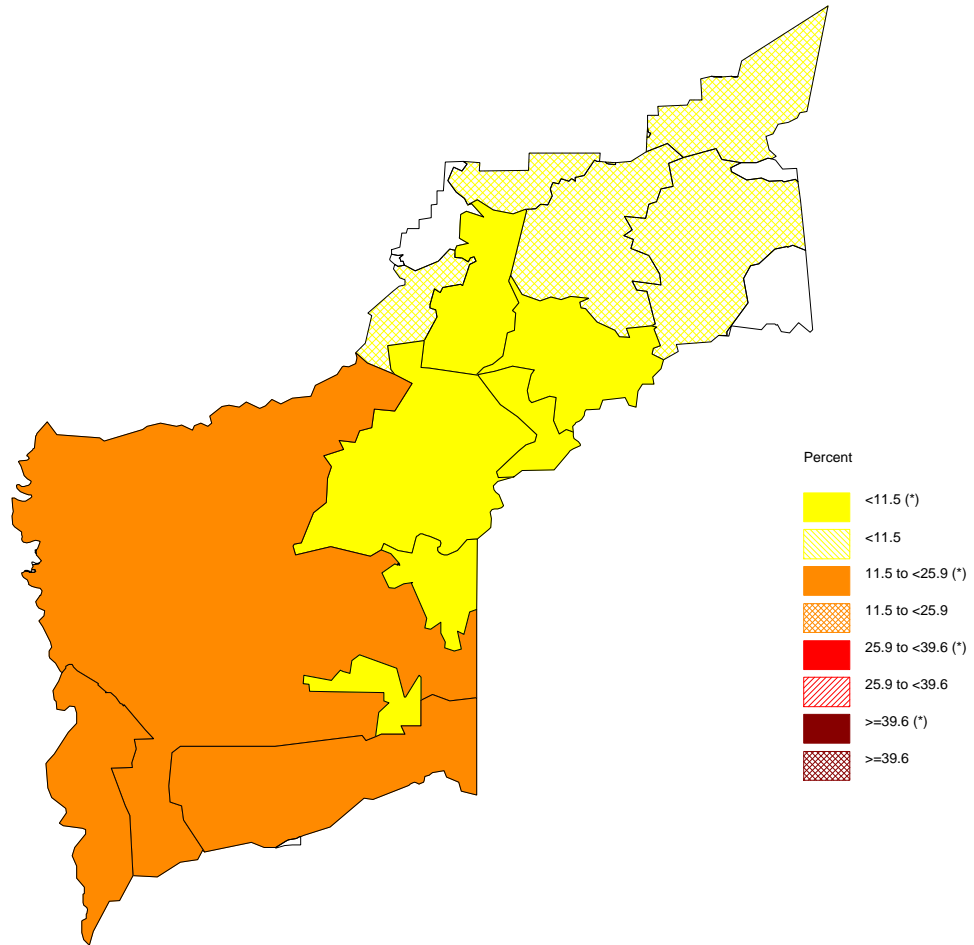 Percent
<11.5 (*)
<11.5
11.5 to <25.9 (*)
11.5 to <25.9
25.9 to <39.6 (*)
25.9 to <39.6
>=39.6 (*)
>=39.6